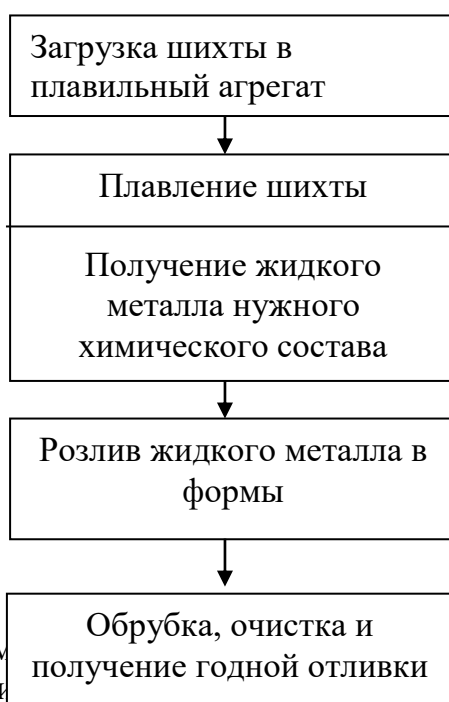 Загрузка шихты в
плавильный агрегат
Плавление шихты
Получение жидкого
металла нужного
химического состава
Розлив жидкого металла в
формы
Обрубка, очистка и
получение годной отливки